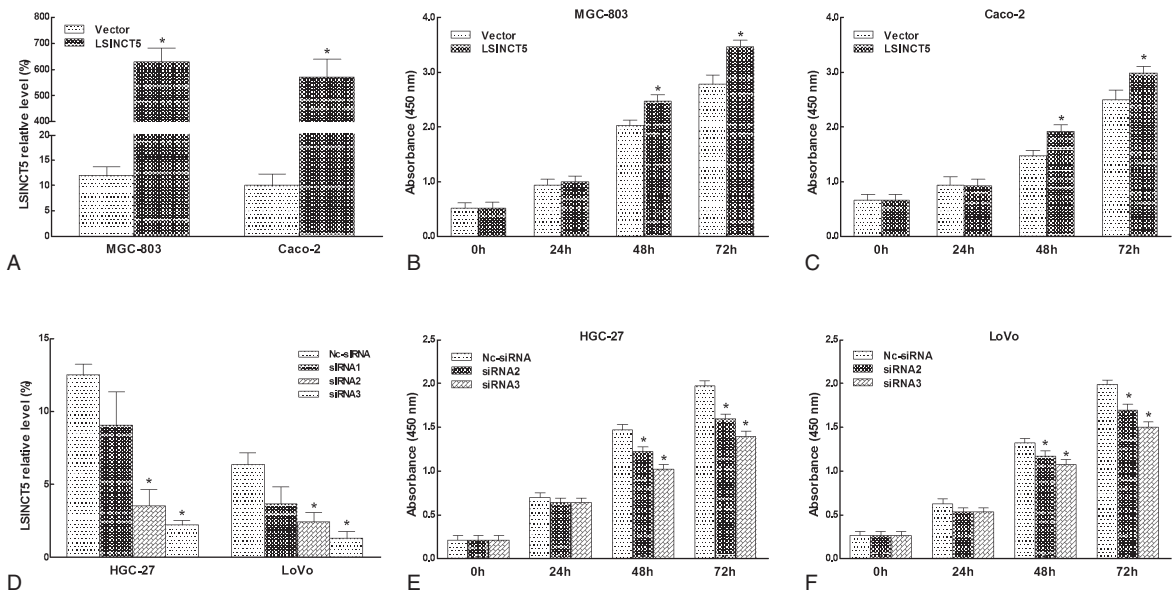 Vector
LSINCT5
LSINCT5 relative level (%)
800
700
600
500
400
20
15
10
5
0
*
*
MGC-803
Caco-2
A
MGC-803
Vector
LSINCT5
Absorbance (450 nm)
4.0
3.0
2.0
1.0
0.0
*
*
0h
24h
48h
72h
B
Caco-2
Vector
LSINCT5
Absorbance (450 nm)
4.0
3.0
2.0
1.0
0.0
*
*
0h
24h
48h
72h
C
Nc-siRNA
siRNA1
siRNA2
siRNA3
LSINCT5 relative level (%)
15
10
5
0
*
*
*
*
HGC-27
LoVo
D
HGC-27
Nc-siRNA
siRNA2
siRNA3
Absorbance (450 nm)
2.5
2.0
1.5
1.0
0.5
0.0
*
*
*
*
0h
24h
48h
72h
E
LoVo
Nc-siRNA
siRNA2
siRNA3
Absorbance (450 nm)
2.5
2.0
1.5
1.0
0.5
0.0
*
*
*
*
0h
24h
48h
72h
F